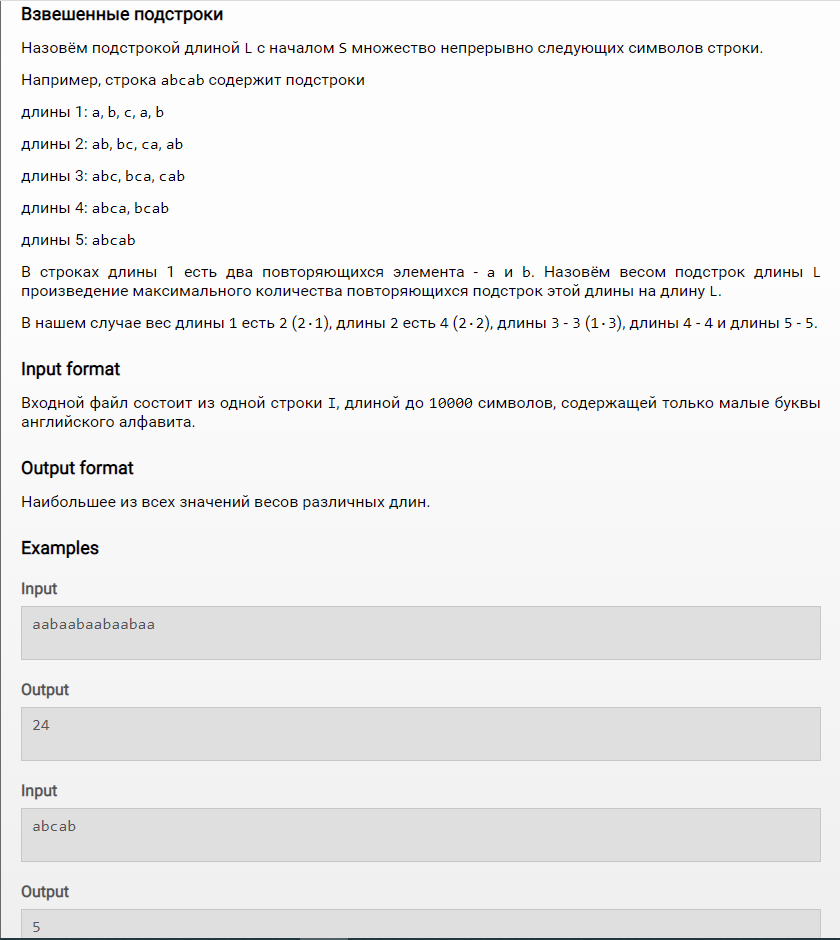 Взвешенные подстроки
Назовём подстрокой длиной L с началом S множество непрерывно следующих символов строки.
Например, строка abcab содержит подстроки
длины 1: a, b, c, a, b
длины 2: ab, bc, ca, ab
длины 3: abc, bca, cab
длины 4: abca, bcab
длины 5: abcab
В строках длины 1 есть два повторяющихся элемента - a и b. Назовём весом подстрок длины L
произведение максимального количества повторяющихся подстрок этой длины на длину L.
В нашем случае вес длины 1 есть 2 (2·1), длины 2 есть 4 (2·2), длины 3 - 3 (1·3), длины 4 - 4 и длины 5 - 5.
Input format
Входной файл состоит из одной строки I, длиной до 10000 символов, содержащей только малые буквы
английского алфавита.
Output format
Наибольшее из всех значений весов различных длин.
Examples
Input
aabaabaabaabaa
Output
24
Input
abcab
Output
5